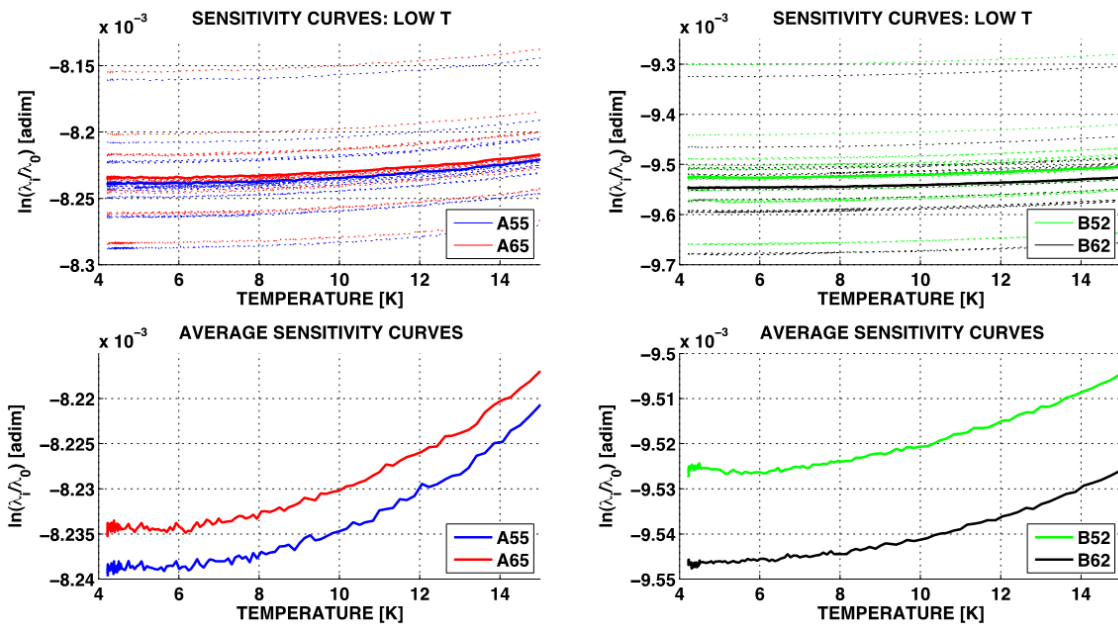 SENSITIVITY CURVES: LOW T
x 10⁻³
−8.15
−8.2
−8.25
−8.3
ln(λᵢ/λ₀) [adim]
A55
A65
4 6 8 10 12 14
TEMPERATURE [K]
SENSITIVITY CURVES: LOW T
x 10⁻³
−9.3
−9.4
−9.5
−9.6
−9.7
ln(λᵢ/λ₀) [adim]
B52
B62
4 6 8 10 12 14
TEMPERATURE [K]
AVERAGE SENSITIVITY CURVES
x 10⁻³
−8.22
−8.225
−8.23
−8.235
−8.24
ln(λᵢ/λ₀) [adim]
A55
A65
4 6 8 10 12 14
TEMPERATURE [K]
AVERAGE SENSITIVITY CURVES
x 10⁻³
−9.5
−9.51
−9.52
−9.53
−9.54
−9.55
ln(λᵢ/λ₀) [adim]
B52
B62
4 6 8 10 12 14
TEMPERATURE [K]